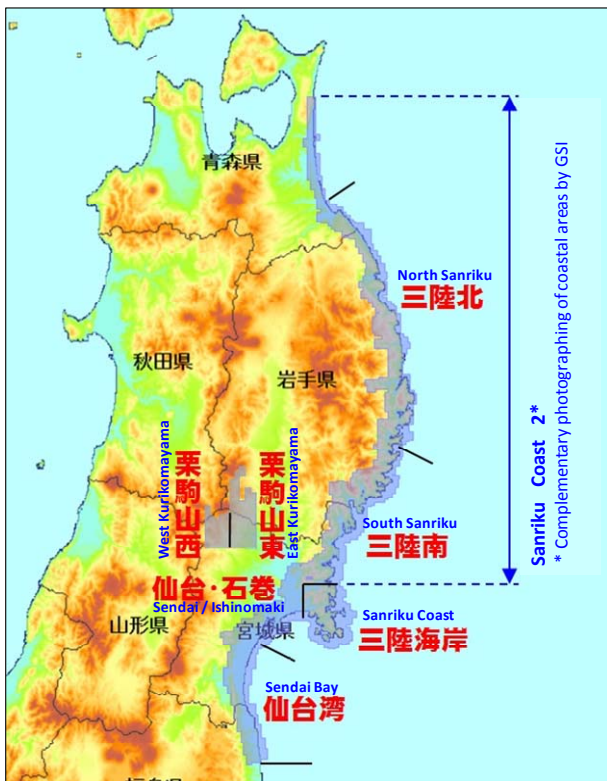 青森県
North Sanriku
三陸北
秋田県
岩手県
West Kurikomayama
栗駒山西
栗駒山東
East Kurikomayama
South Sanriku
三陸南
仙台・石巻
Sendai / Ishinomaki
山形県
宮城県
Sanriku Coast
三陸海岸
Sendai Bay
仙台湾
Sanriku Coast 2*
* Complementary photographing of coastal areas by GSI